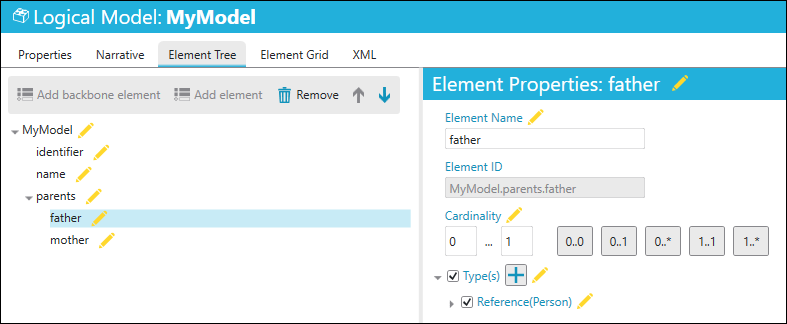 Logical Model: MyModel
Properties Narrative Element Tree Element Grid XML
Add backbone element Add element Remove
MyModel
identifier
name
parents
father
mother
Element Properties: father
Element Name
father
Element ID
MyModel.parents.father
Cardinality
0 ... 1 0..0 0..1 0..* 1..1 1..*
Type(s)
Reference(Person)